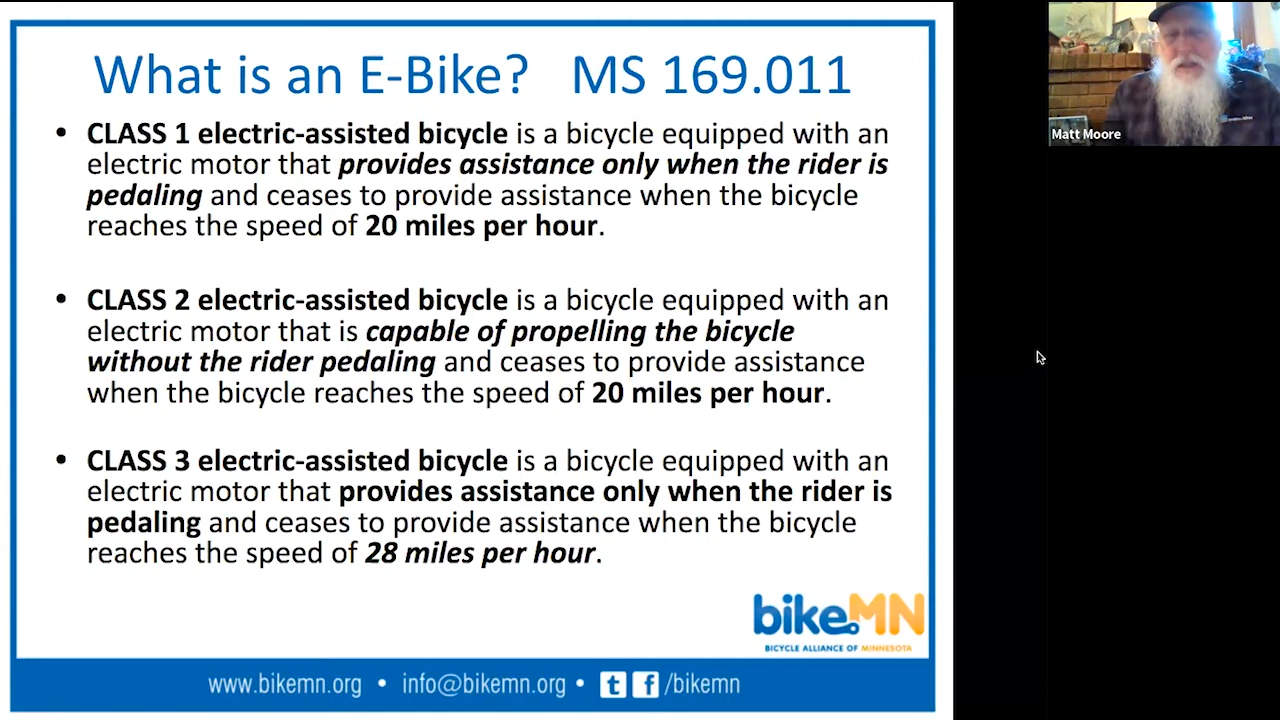 What is an E-Bike? MS 169.011
• CLASS 1 electric-assisted bicycle is a bicycle equipped with an
electric motor that provides assistance only when the rider is
pedaling and ceases to provide assistance when the bicycle
reaches the speed of 20 miles per hour.
• CLASS 2 electric-assisted bicycle is a bicycle equipped with an
electric motor that is capable of propelling the bicycle
without the rider pedaling and ceases to provide assistance
when the bicycle reaches the speed of 20 miles per hour.
• CLASS 3 electric-assisted bicycle is a bicycle equipped with an
electric motor that provides assistance only when the rider is
pedaling and ceases to provide assistance when the bicycle
reaches the speed of 28 miles per hour.
bikeMN
BICYCLE ALLIANCE OF MINNESOTA
www.bikemn.org • info@bikemn.org • t f /bikemn
Matt Moore